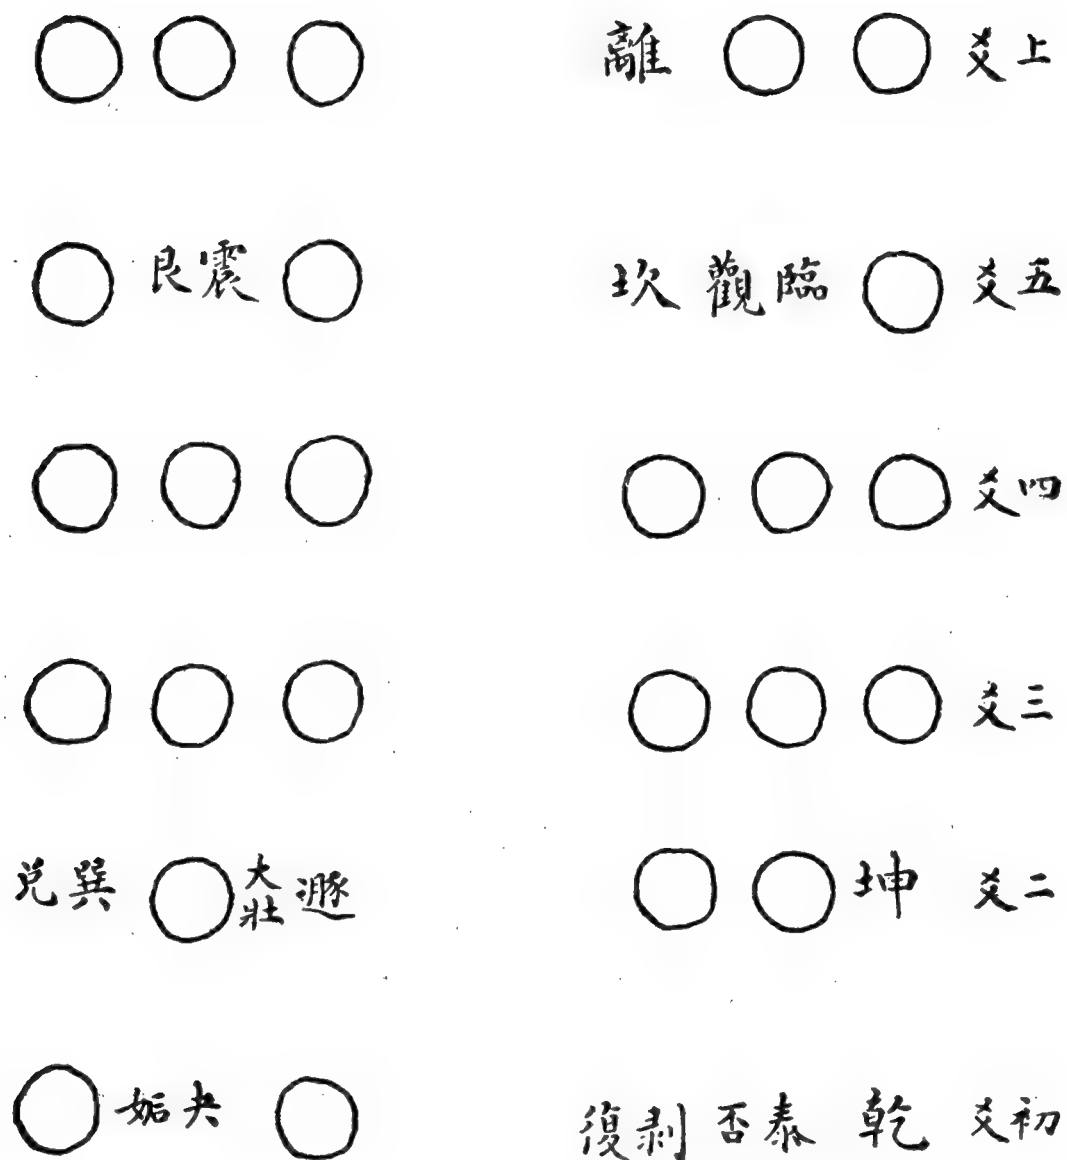 上爻 ○ ○ 離 ○ ○ ○
五爻 ○ 臨觀 坎 ○ 震艮 ○
四爻 ○ ○ ○ ○ ○ ○
三爻 ○ ○ ○ ○ ○ ○
二爻 坤 ○ ○ 遯大壯 ○ 巽兌
初爻 乾 泰否 剥復 ○ 夬姤 ○